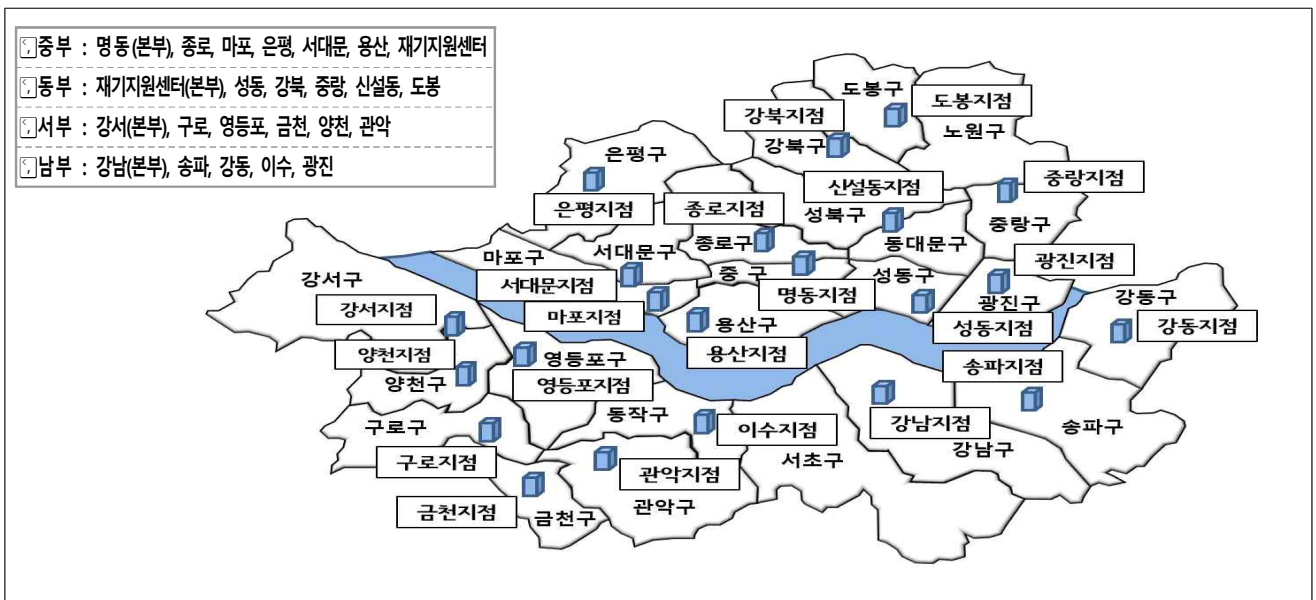 중부 : 명동(본부), 종로, 마포, 은평, 서대문, 용산, 재기지원센터
동부 : 재기지원센터(본부), 성동, 강북, 중랑, 신설동, 도봉
서부 : 강서(본부), 구로, 영등포, 금천, 양천, 관악
남부 : 강남(본부), 송파, 강동, 이수, 광진
도봉구
도봉지점
강북지점
노원구
강북구
은평구
중랑지점
신설동지점
은평지점
종로지점
성북구
중랑구
서대문구
종로구
동대문구
마포구
광진지점
강서구
중 구
성동구
서대문지점
명동지점
강동구
광진구
강서지점
마포지점
용산구
성동지점
강동지점
양천지점
영등포구
용산지점
송파지점
양천구
영등포지점
동작구
구로구
이수지점
강남지점
송파구
구로지점
서초구
강남구
관악지점
금천지점
금천구
관악구